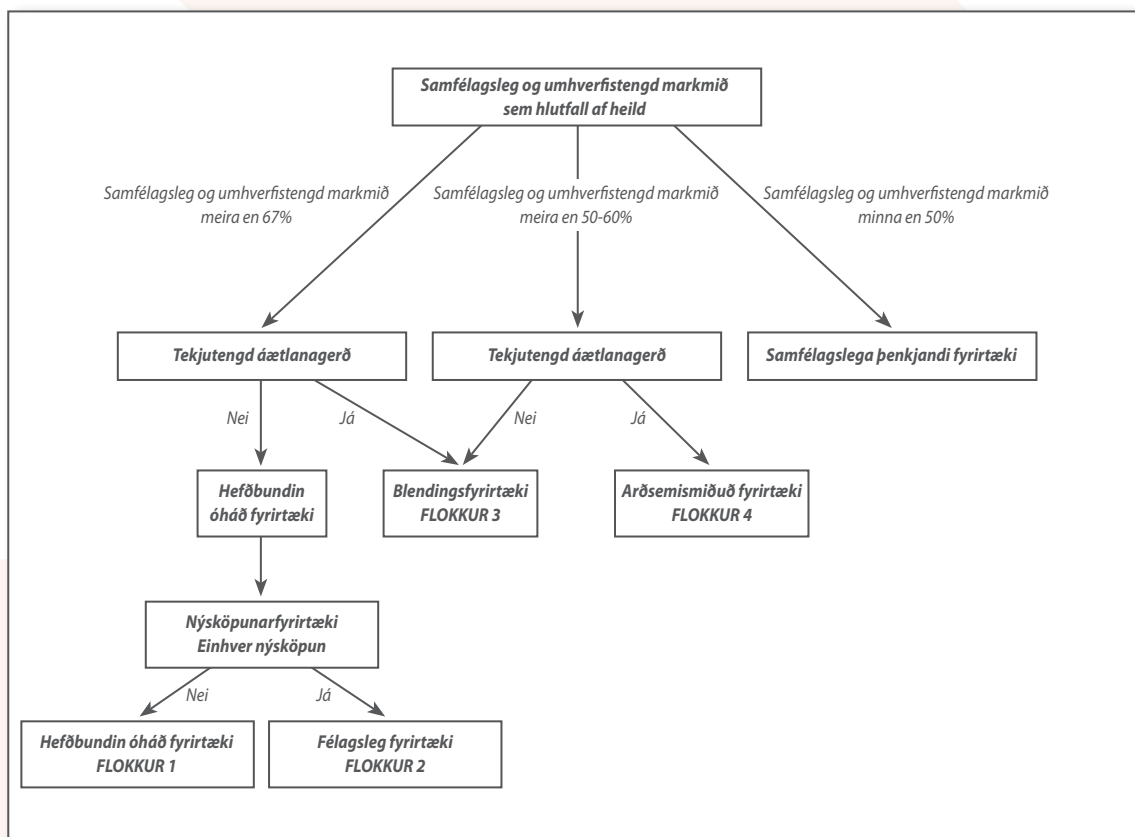 Samfélagsleg og umhverfistengd markmið
sem hlutfall af heild
Samfélagsleg og umhverfistengd markmið
meira en 67%
Samfélagsleg og umhverfistengd markmið
meira en 50-60%
Samfélagsleg og umhverfistengd markmið
minna en 50%
Tekjutengd áætlanagerð
Tekjutengd áætlanagerð
Samfélagslega þenkjandi fyrirtæki
Nei
Já
Nei
Já
Hefðbundin
óháð fyrirtæki
Blendingsfyrirtæki
FLOKKUR 3
Arðsemismiðuð fyrirtæki
FLOKKUR 4
Nýsköpunarfyrirtæki
Einhver nýsköpun
Nei
Já
Hefðbundin óháð fyrirtæki
FLOKKUR 1
Félagsleg fyrirtæki
FLOKKUR 2